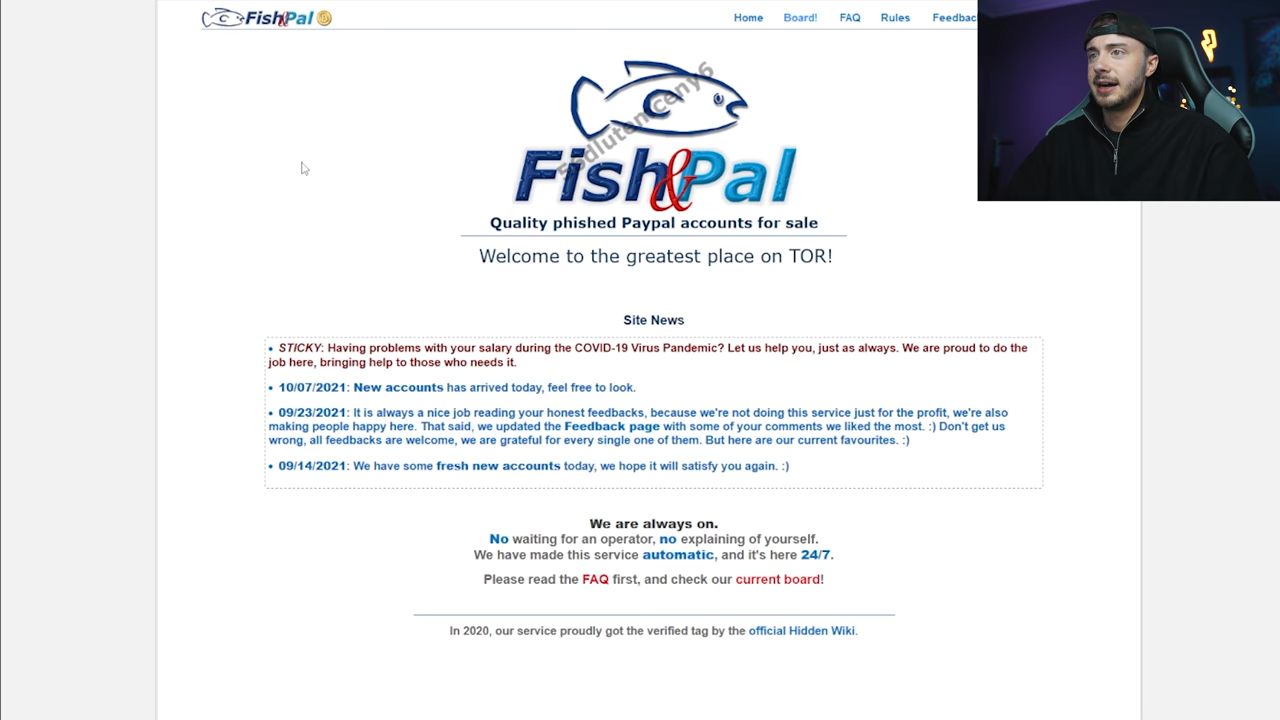 Fish&Pal
Home Board! FAQ Rules
Fish&Pal
Quality phished Paypal accounts for sale
Welcome to the greatest place on TOR!
Site News
• STICKY: Having problems with your salary during the COVID-19 Virus Pandemic? Let us help you, just as always. We are proud to do the
job here, bringing help to those who needs it.
• 10/07/2021: New accounts has arrived today, feel free to look.
• 09/23/2021: It is always a nice job reading your honest feedbacks, because we're not doing this service just for the profit, we're also
making people happy here. That said, we updated the Feedback page with some of your comments we liked the most. :) Don't get us
wrong, all feedbacks are welcome, we are grateful for every single one of them. But here are our current favourites. :)
• 09/14/2021: We have some fresh new accounts today, we hope it will satisfy you again. :)
We are always on.
No waiting for an operator, no explaining of yourself.
We have made this service automatic, and it's here 24/7.
Please read the FAQ first, and check our current board!
In 2020, our service proudly got the verified tag by the official Hidden Wiki.